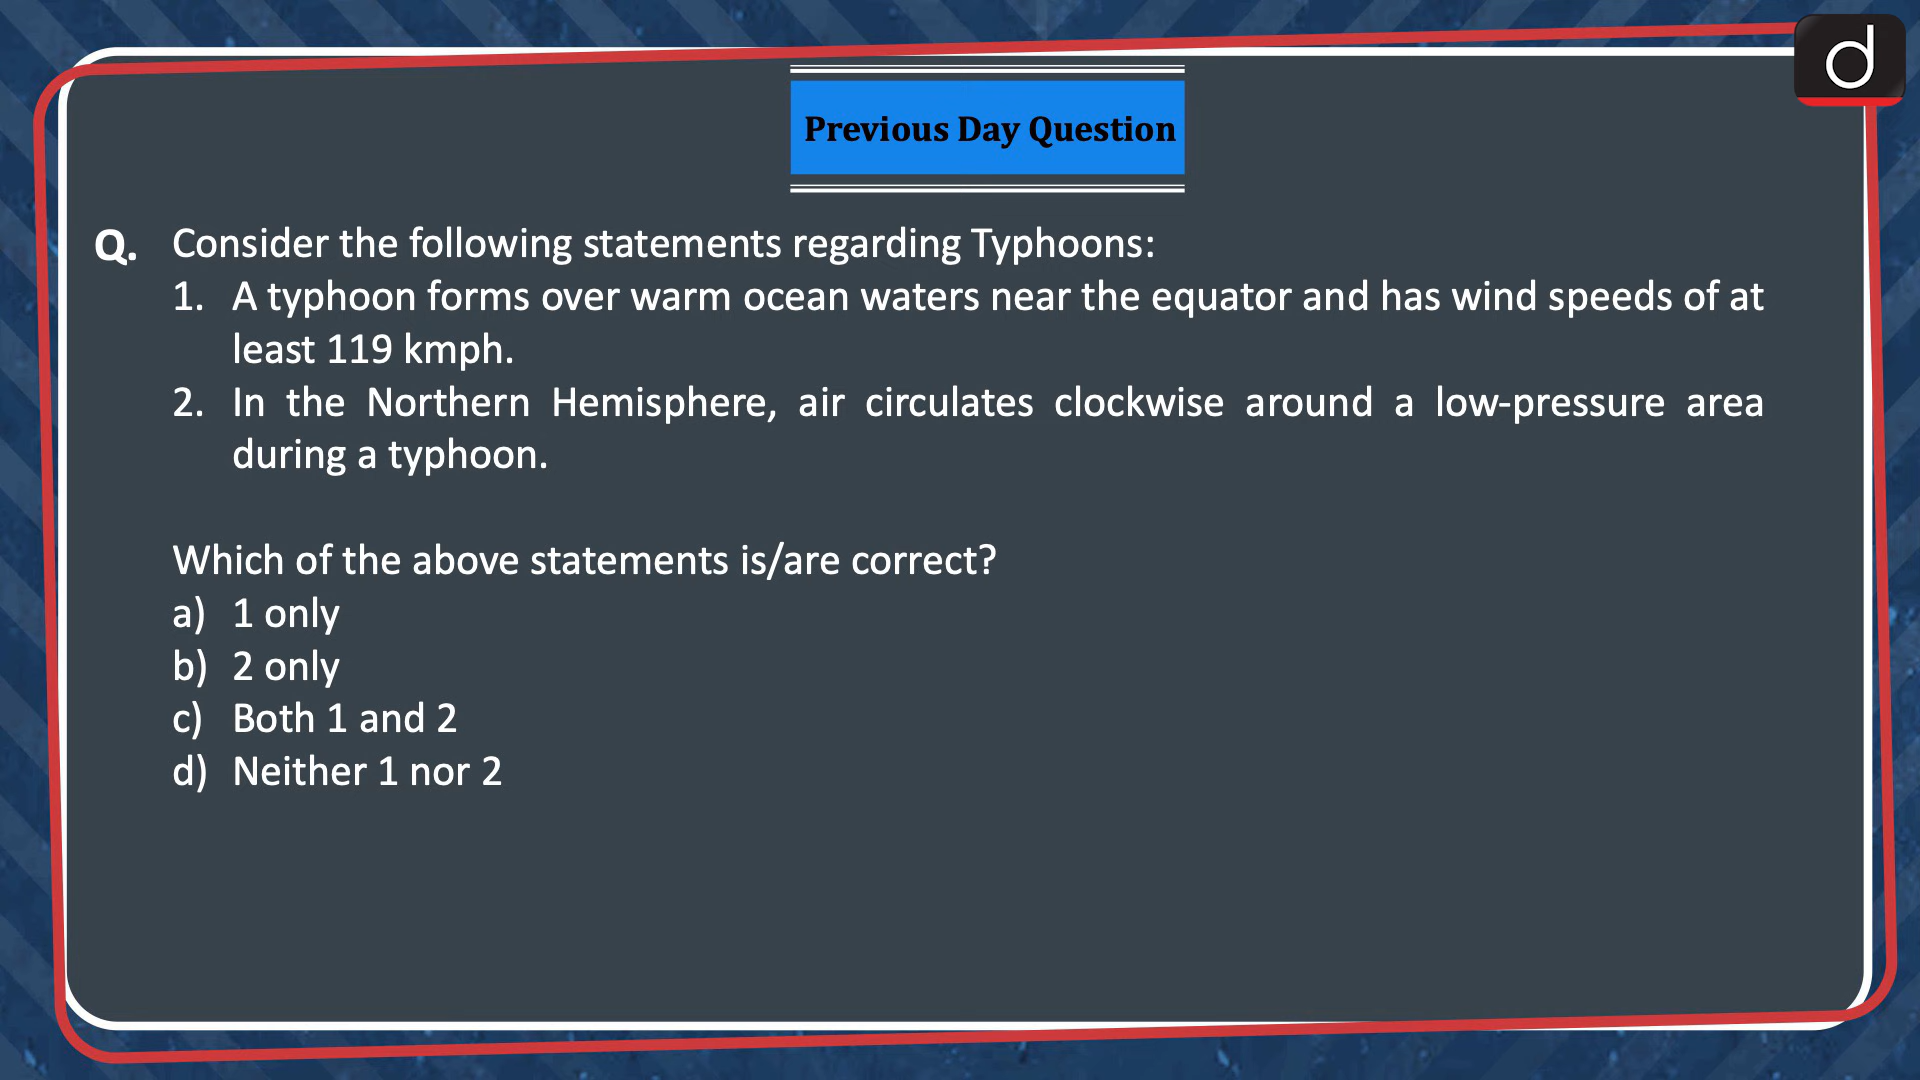 d
Previous Day Question
Q. Consider the following statements regarding Typhoons:
1. A typhoon forms over warm ocean waters near the equator and has wind speeds of at
least 119 kmph.
2. In the Northern Hemisphere, air circulates clockwise around a low-pressure area
during a typhoon.
Which of the above statements is/are correct?
a) 1 only
b) 2 only
c) Both 1 and 2
d) Neither 1 nor 2